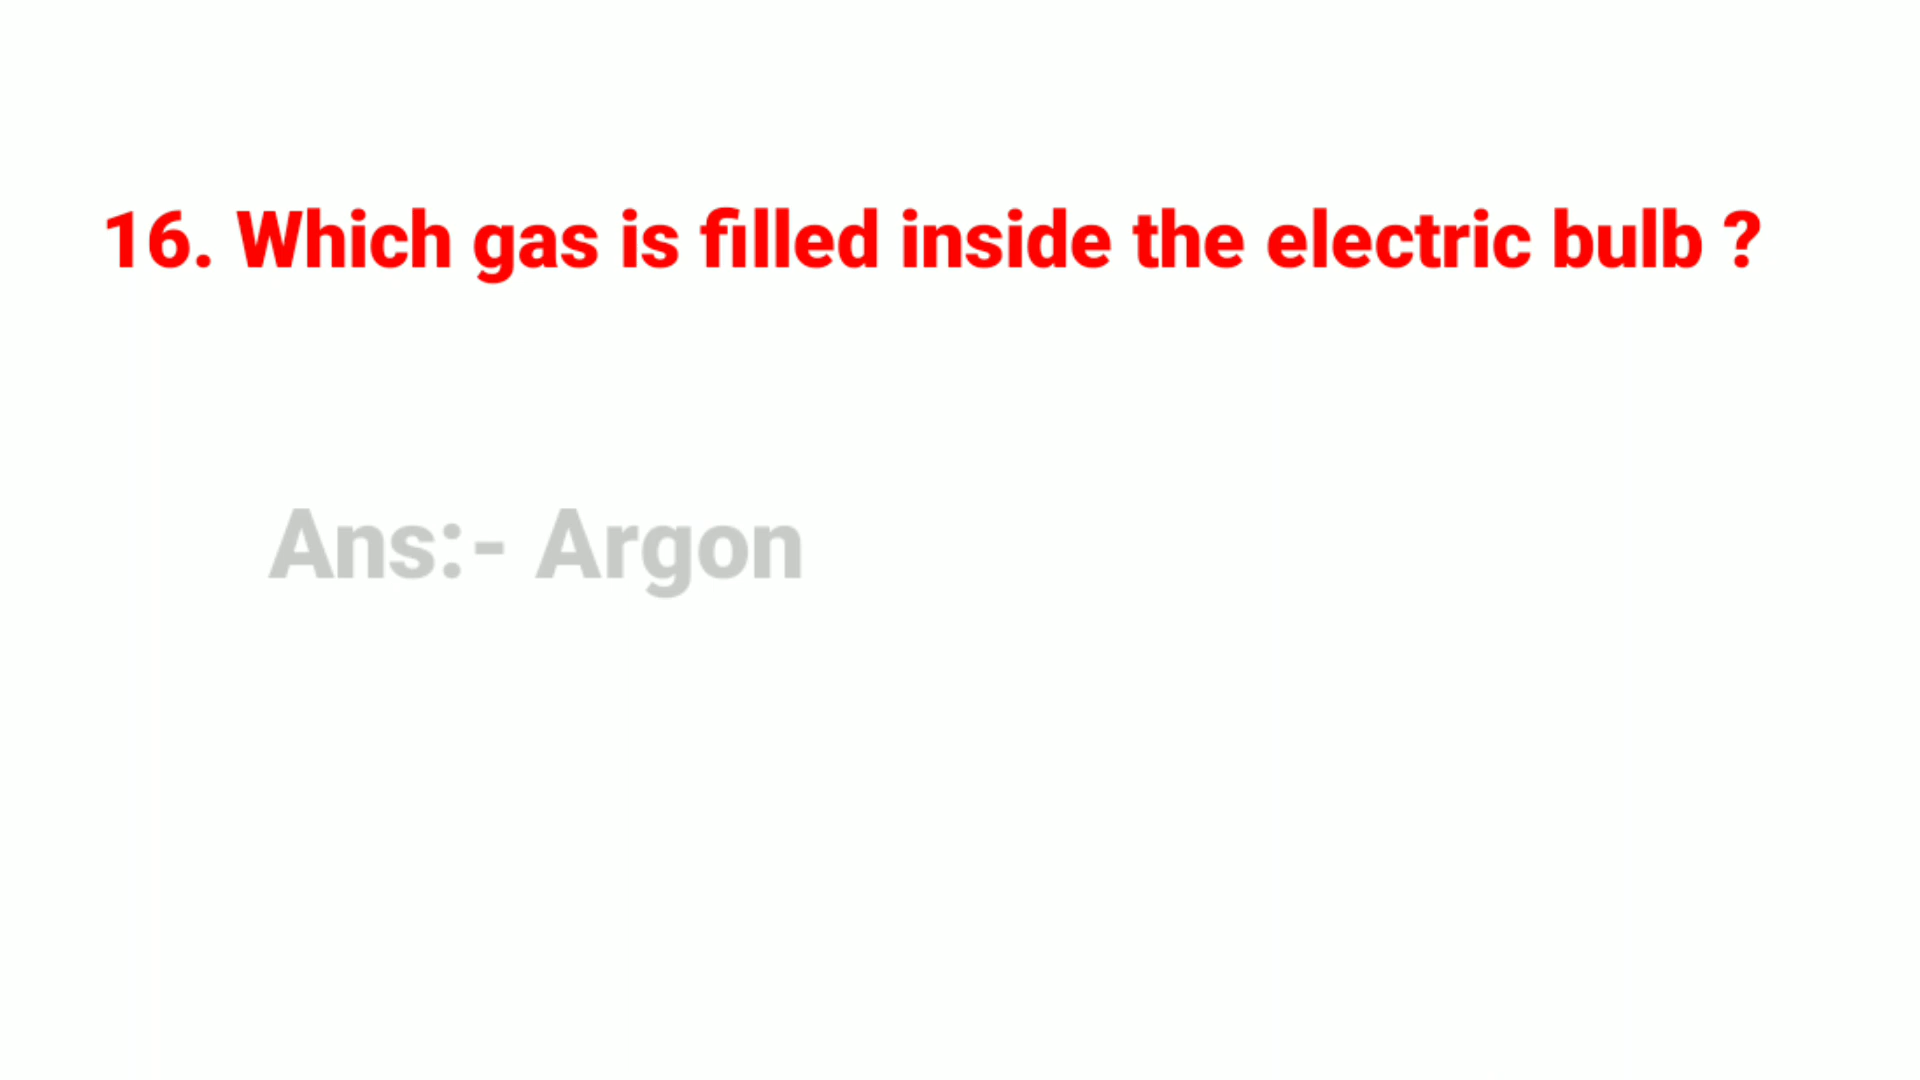 16. Which gas is filled inside the electric bulb ?
Ans:- Argon